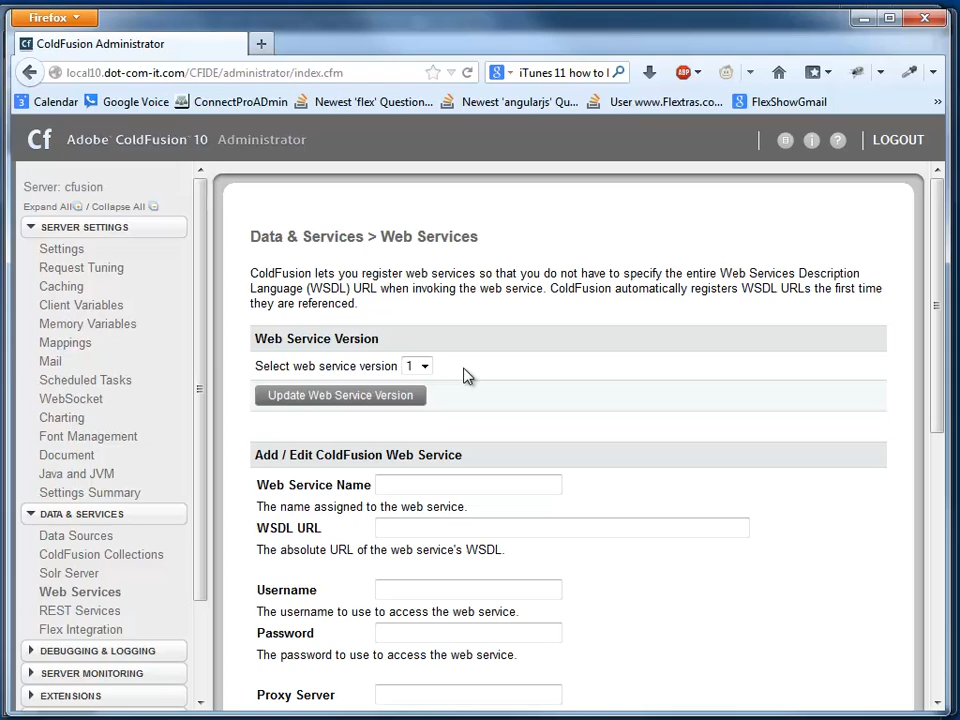 Firefox
ColdFusion Administrator
local10.dot-com-it.com/CFIDE/administrator/index.cfm
iTunes 11 how to l
ABP
Calendar
Google Voice
ConnectProADmin
Newest 'flex' Question...
Newest 'angularjs' Qu...
User www.Flextras.co...
FlexShowGmail
Cf
Adobe ColdFusion 10 Administrator
LOGOUT
Server: cfusion
Expand All / Collapse All
SERVER SETTINGS
Settings
Request Tuning
Caching
Client Variables
Memory Variables
Mappings
Mail
Scheduled Tasks
WebSocket
Charting
Font Management
Document
Java and JVM
Settings Summary
DATA & SERVICES
Data Sources
ColdFusion Collections
Solr Server
Web Services
REST Services
Flex Integration
DEBUGGING & LOGGING
SERVER MONITORING
EXTENSIONS
Data & Services > Web Services
ColdFusion lets you register web services so that you do not have to specify the entire Web Services Description
Language (WSDL) URL when invoking the web service. ColdFusion automatically registers WSDL URLs the first time
they are referenced.
Web Service Version
Select web service version 1
Update Web Service Version
Add / Edit ColdFusion Web Service
Web Service Name
The name assigned to the web service.
WSDL URL
The absolute URL of the web service's WSDL.
Username
The username to use to access the web service.
Password
The password to use to access the web service.
Proxy Server